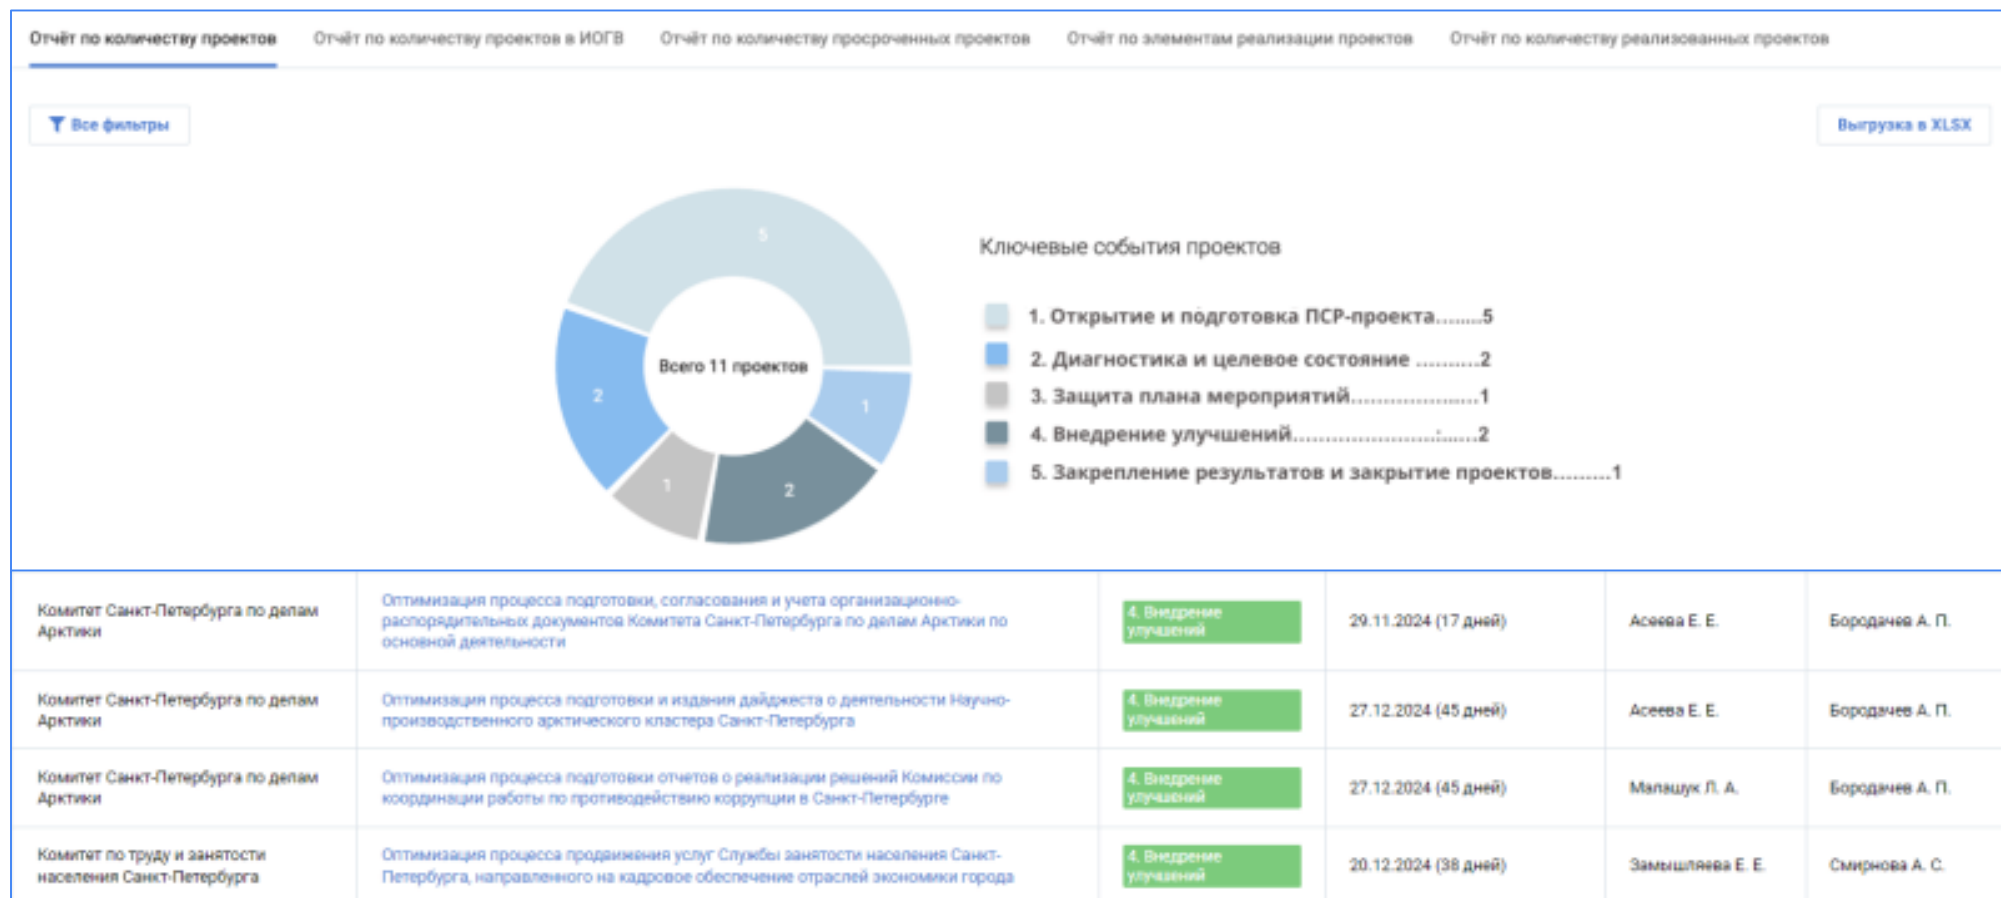 Отчёт по количеству проектов Отчёт по количеству проектов в ИОГВ Отчёт по количеству просроченных проектов Отчёт по элементам реализации проектов Отчёт по количеству реализованных проектов
Все фильтры Выгрузка в XLSX
5
2
1
2
1
Всего 11 проектов
Ключевые события проектов
1. Открытие и подготовка ПСР-проекта........5
2. Диагностика и целевое состояние ..........2
3. Защита плана мероприятий....................1
4. Внедрение улучшений......................:......2
5. Закрепление результатов и закрытие проектов.........1
Комитет Санкт-Петербурга по делам
Арктики
Оптимизация процесса подготовки, согласования и учета организационно-
распорядительных документов Комитета Санкт-Петербурга по делам Арктики по
основной деятельности
4. Внедрение
улучшений
29.11.2024 (17 дней)
Асеева Е. Е.
Бородачев А. П.
Комитет Санкт-Петербурга по делам
Арктики
Оптимизация процесса подготовки и издания дайджеста о деятельности Научно-
производственного арктического кластера Санкт-Петербурга
4. Внедрение
улучшений
27.12.2024 (45 дней)
Асеева Е. Е.
Бородачев А. П.
Комитет Санкт-Петербурга по делам
Арктики
Оптимизация процесса подготовки отчетов о реализации решений Комиссии по
координации работы по противодействию коррупции в Санкт-Петербурге
4. Внедрение
улучшений
27.12.2024 (45 дней)
Малашук Л. А.
Бородачев А. П.
Комитет по труду и занятости
населения Санкт-Петербурга
Оптимизация процесса продвижения услуг Службы занятости населения Санкт-
Петербурга, направленного на кадровое обеспечение отраслей экономики города
4. Внедрение
улучшений
20.12.2024 (38 дней)
Замышляева Е. Е.
Смирнова А. С.